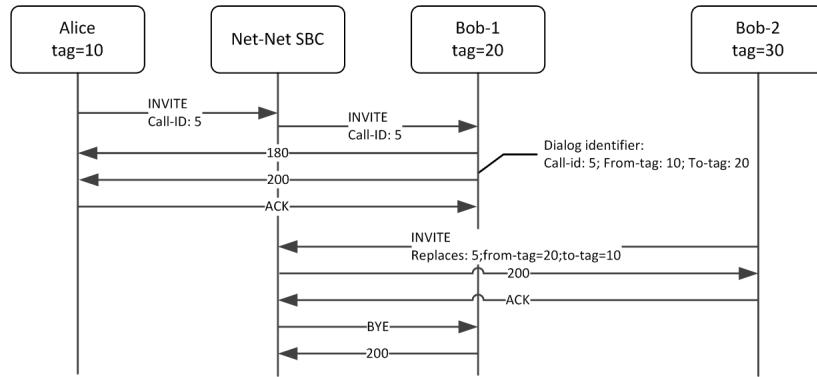 Alice
tag=10
Net-Net SBC
Bob-1
tag=20
Bob-2
tag=30
INVITE
Call-ID: 5
INVITE
Call-ID: 5
180
Dialog identifier:
Call-id: 5; From-tag: 10; To-tag: 20
200
ACK
INVITE
Replaces: 5;from-tag=20;to-tag=10
200
ACK
BYE
200